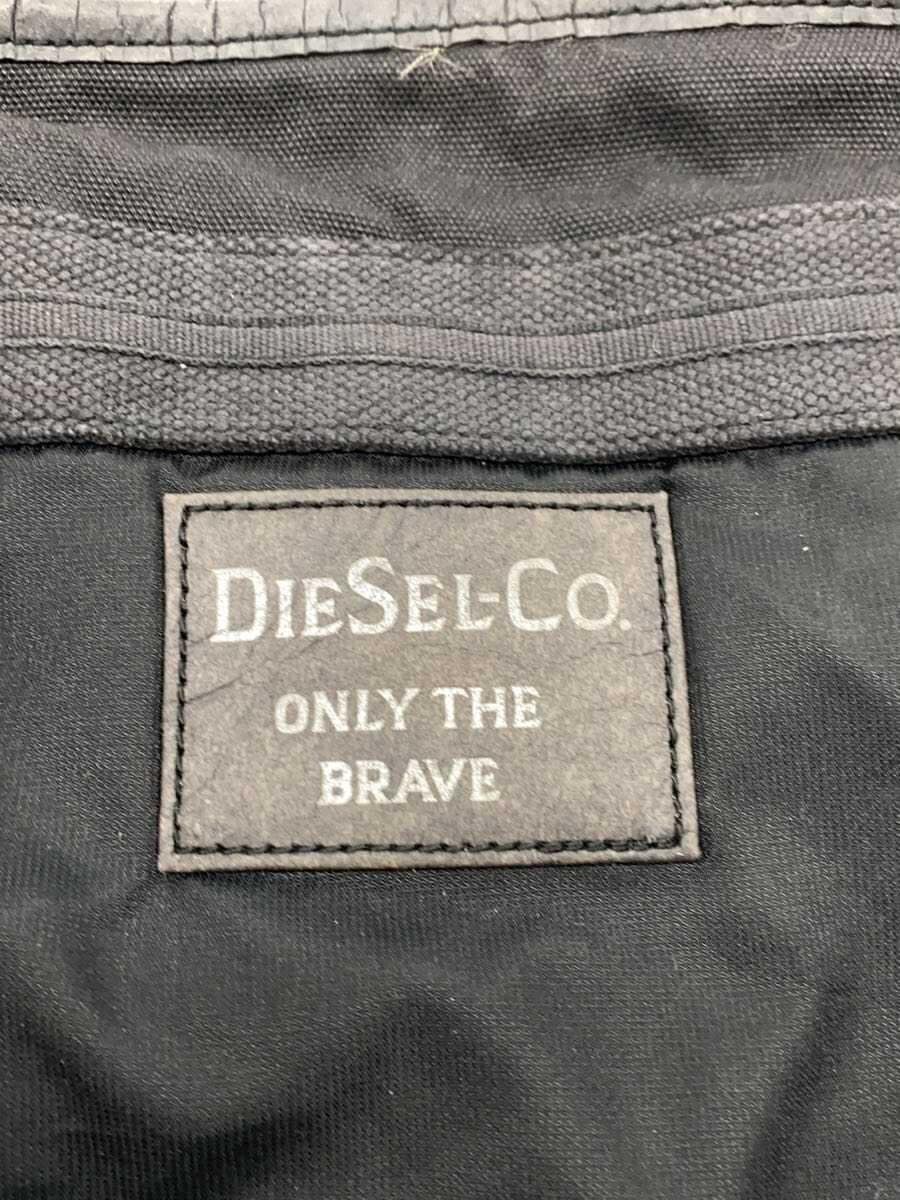 DIESEL-CO.
ONLY THE
BRAVE